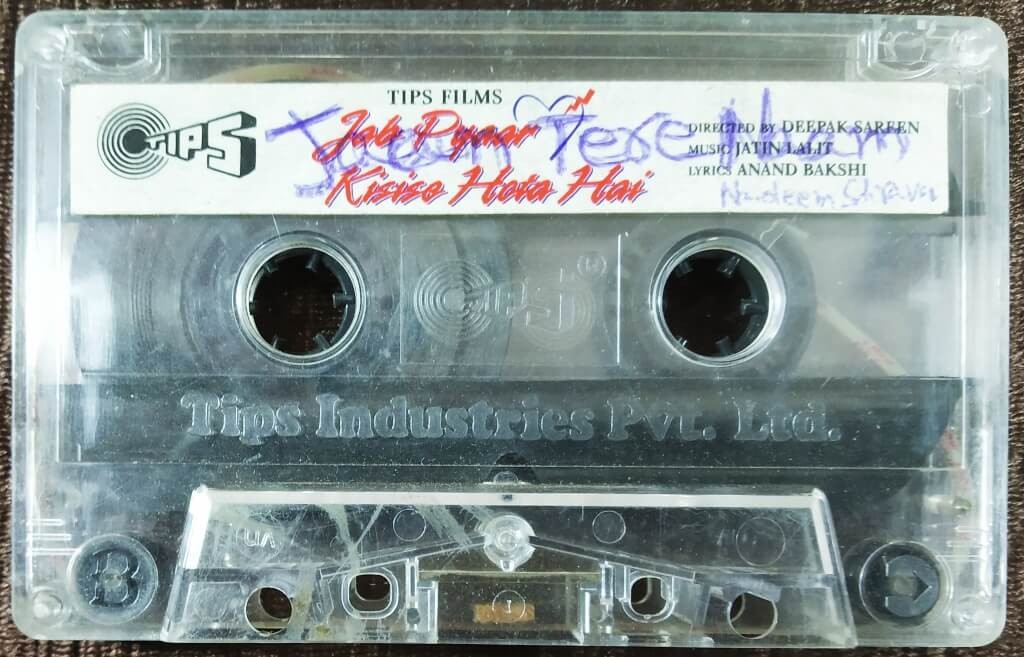 TIPS FILMS
TIPS
Jab Pyaar
Kisise Hota Hai
Jaan Tere Naam
DIRECTED BY DEEPAK SAREEN
MUSIC JATIN LALIT
LYRICS ANAND BAKSHI
Nadeem Shravan
TIPS
Tips Industries Pvt. Ltd.
B